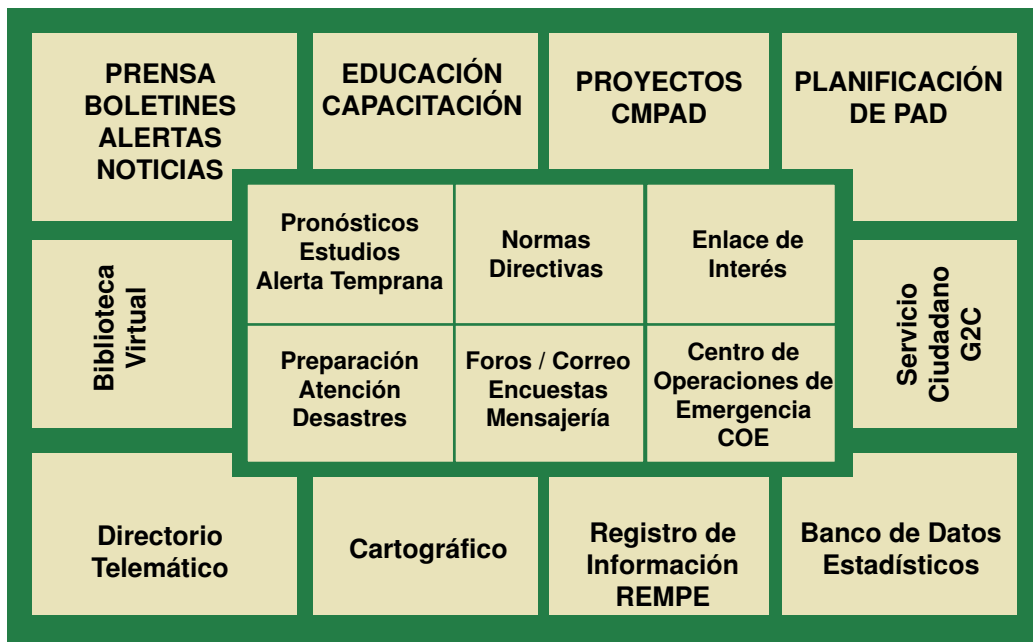 PRENSA
BOLETINES
ALERTAS
NOTICIAS
EDUCACIÓN
CAPACITACIÓN
PROYECTOS
CMPAD
PLANIFICACIÓN
DE PAD
Biblioteca
Virtual
Pronósticos
Estudios
Alerta Temprana
Normas
Directivas
Enlace de
Interés
Preparación
Atención
Desastres
Foros / Correo
Encuestas
Mensajería
Centro de
Operaciones de
Emergencia
COE
Servicio
Ciudadano
G2C
Directorio
Telemático
Cartográfico
Registro de
Información
REMPE
Banco de Datos
Estadísticos